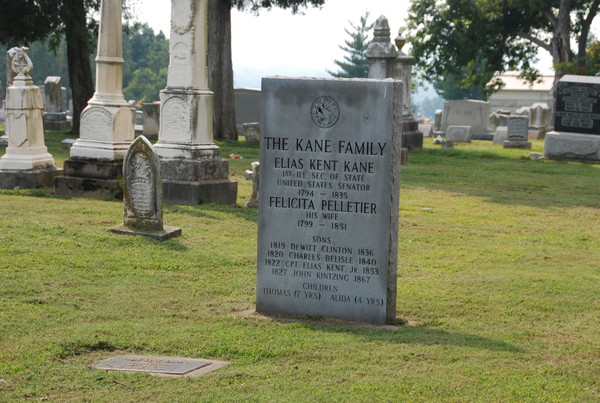 THE KANE FAMILY
ELIAS KENT KANE
1ST ILL SEC OF STATE
UNITED STATES SENATOR
1794 - 1835
FELICITA PELLETIER
HIS WIFE
1799 - 1851
SONS
1819 DEWITT CLINTON 1836
1820 CHARLES DELISLE 1840
1822 CPT. ELIAS KENT, JR. 1853
1827 JOHN KINTZING 1867
CHILDREN
THOMAS (7 YRS) ALIDA (4 YRS)